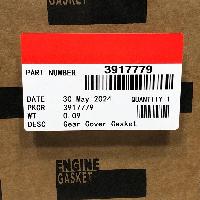 GASKET
PART NUMBER 3917779
DATE 30 May 2024 QUANTITY 1
PKGR 3917779
WT 0.09
DESC Gear Cover Gasket
ENGINE
GASKET